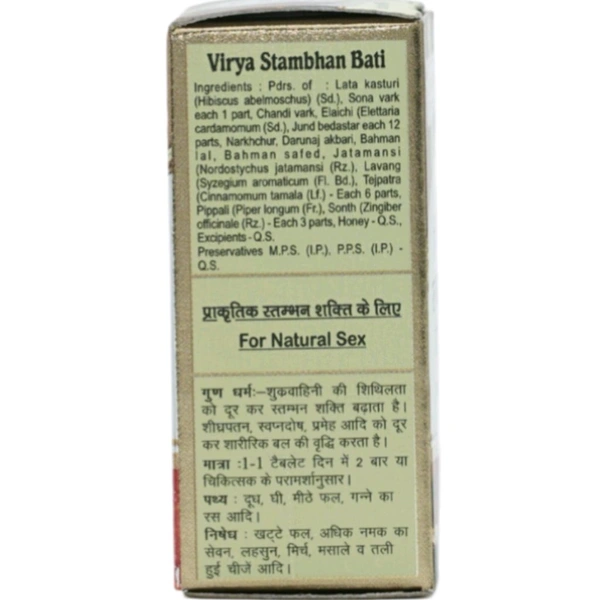 Virya Stambhan Bati
Ingredients : Pdrs. of : Lata kasturi
(Hibiscus abelmoschus) (Sd.), Sona vark
each 1 part, Chandi vark, Elaichi (Elettaria
cardamomum (Sd.), Jund bedastar each 12
parts, Narkhchur, Darunaj akbari, Bahman
lal, Bahman safed, Jatamansi
(Nordostychus jatamansi (Rz.), Lavang
(Syzegium aromaticum (Fl. Bd.), Tejpatra
(Cinnamomum tamala (Lf.) - Each 6 parts,
Pippali (Piper longum (Fr.), Sonth (Zingiber
officinale (Rz.) - Each 3 parts, Honey - Q.S.,
Excipients - Q.S.
Preservatives M.P.S. (I.P.). P.P.S. (I.P.) -
Q.S.
प्राकृतिक स्तम्भन शक्ति के लिए
For Natural Sex
गुण धर्म:–शुक्रवाहिनी की शिथिलता
को दूर कर स्तम्भन शक्ति बढ़ाता है।
शीघ्रपतन, स्वप्नदोष, प्रमेह आदि को दूर
कर शारीरिक बल की वृद्धि करता है।
मात्रा :1-1 टैबलेट दिन में 2 बार या
चिकित्सक के परामर्शानुसार।
पथ्य : दूध, घी, मीठे फल, गन्ने का
रस आदि।
निषेध : खट्टे फल, अधिक नमक का
सेवन, लहसुन, मिर्च, मसाले व तली
हुई चीजें आदि।